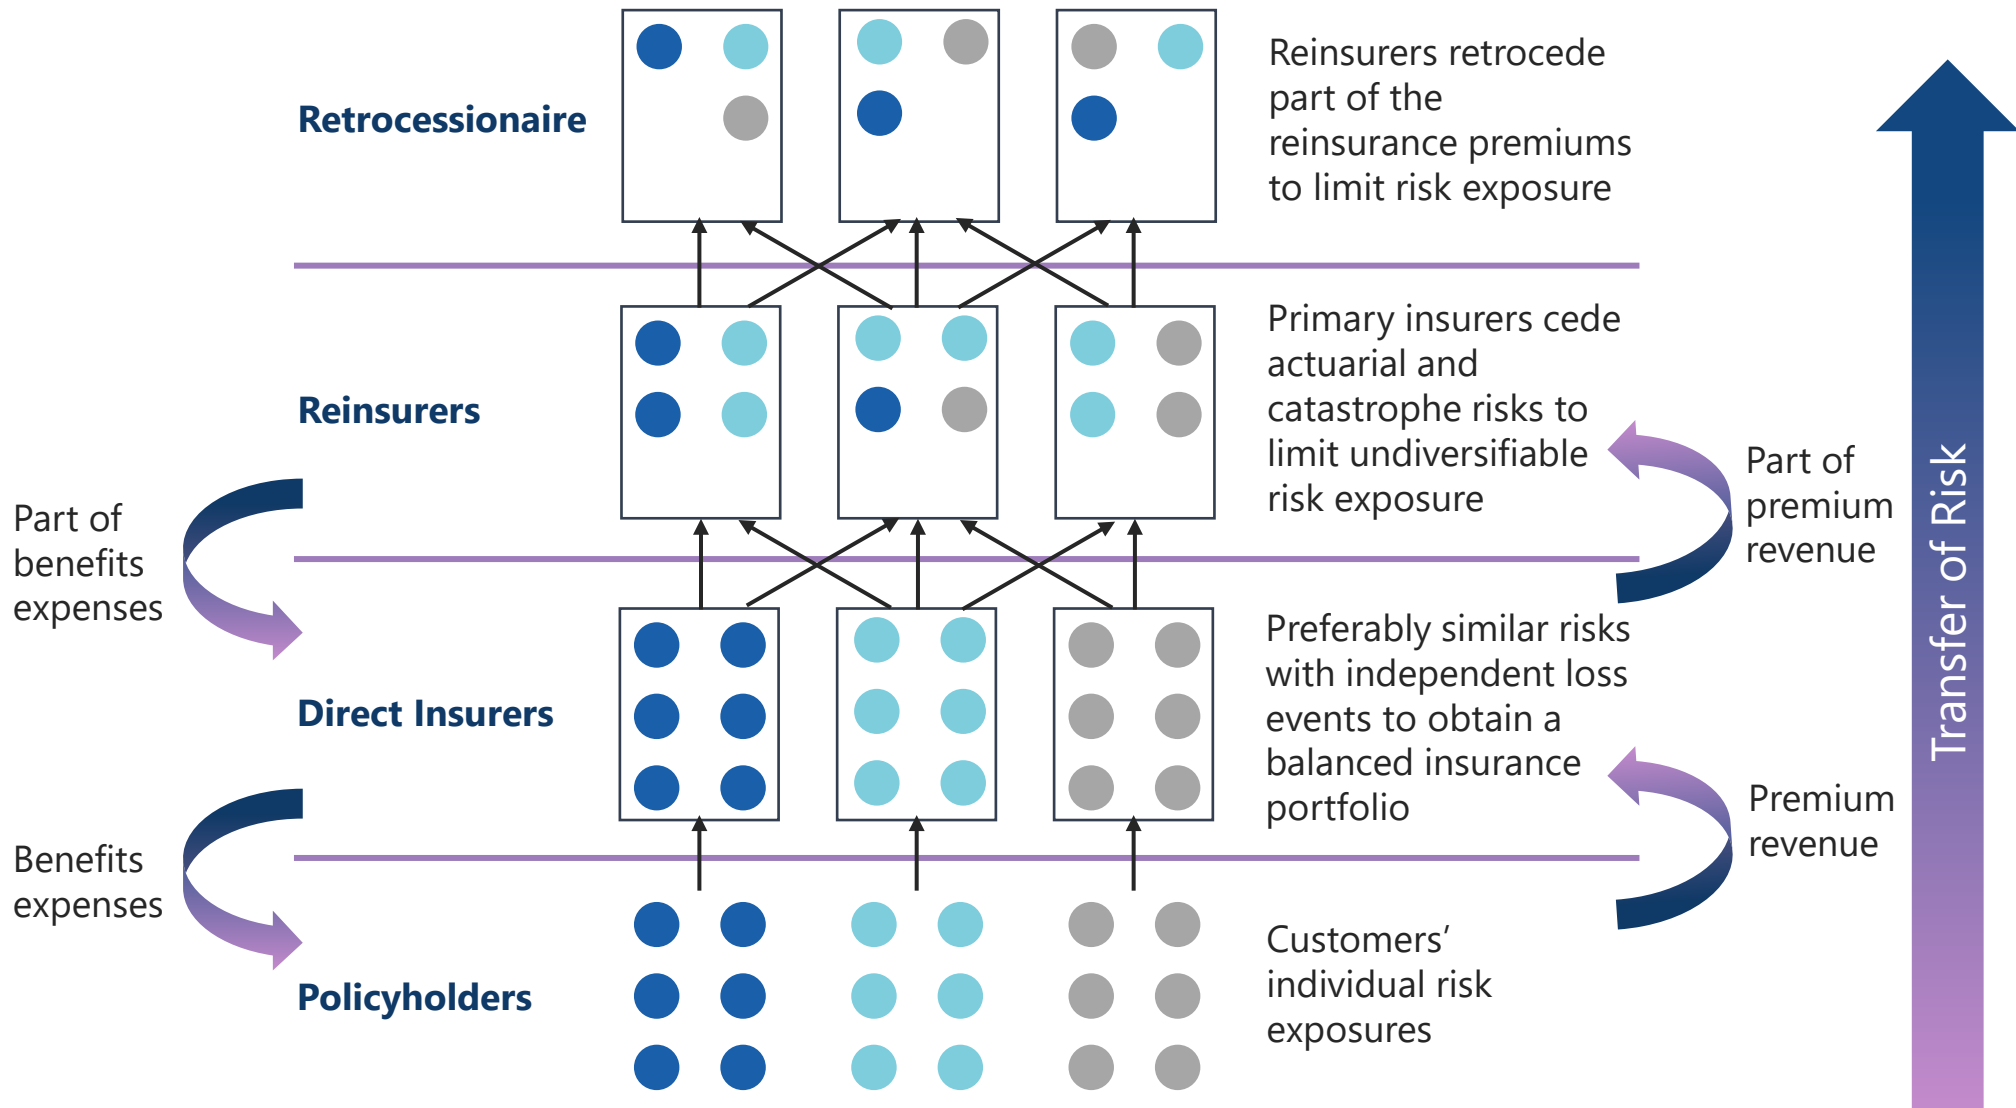 Retrocessionaire
Reinsurers retrocede
part of the
reinsurance premiums
to limit risk exposure
Reinsurers
Primary insurers cede
actuarial and
catastrophe risks to
limit undiversifiable
risk exposure
Part of
benefits
expenses
Part of
premium
revenue
Direct Insurers
Preferably similar risks
with independent loss
events to obtain a
balanced insurance
portfolio
Benefits
expenses
Premium
revenue
Policyholders
Customers’
individual risk
exposures
Transfer of Risk